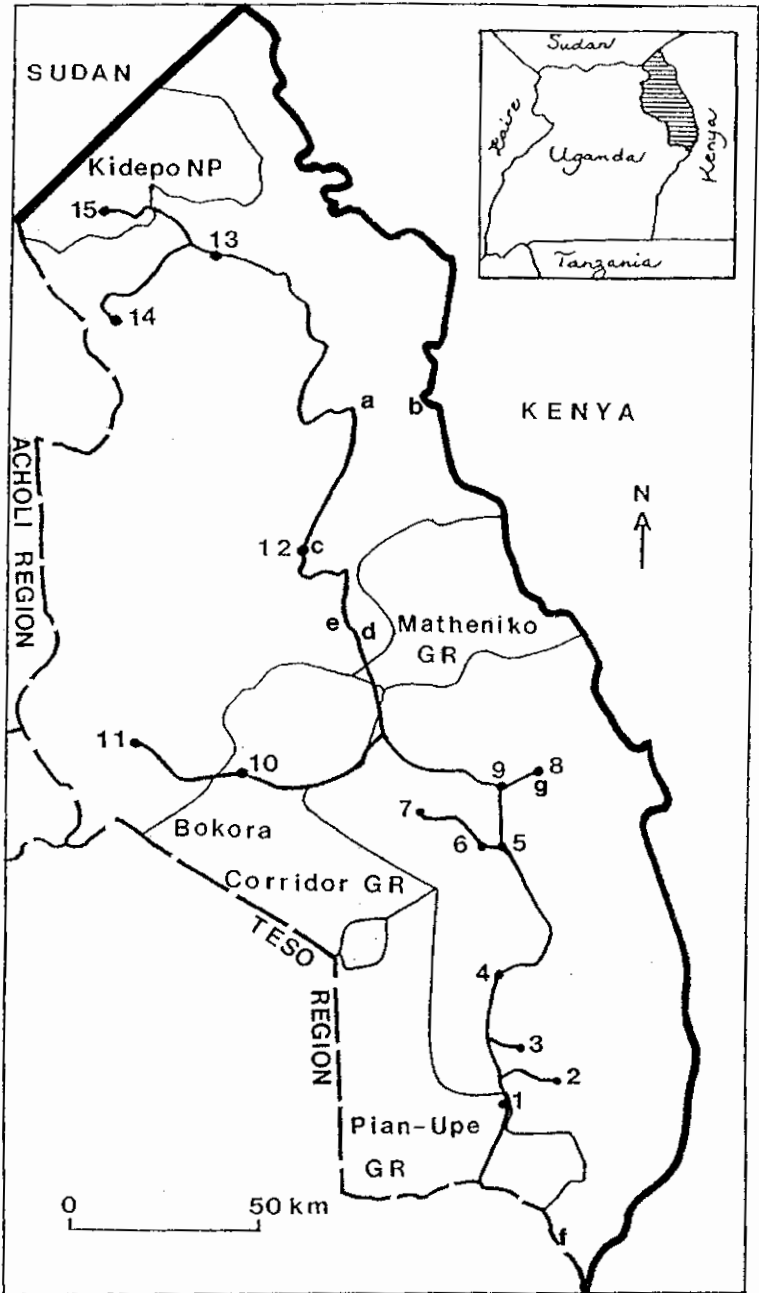 SUDAN
Kidepo NP
15
13
14
a
b
KENYA
N
ACHOLI REGION
12
c
e
d
Matheniko
GR
11
10
9
8
g
7
6
5
Bokora
Corridor GR
TESO
REGION
4
3
2
1
Pian-Upe
GR
0
50 km
f
Sudan
Zaire
Uganda
Kenya
Tanzania